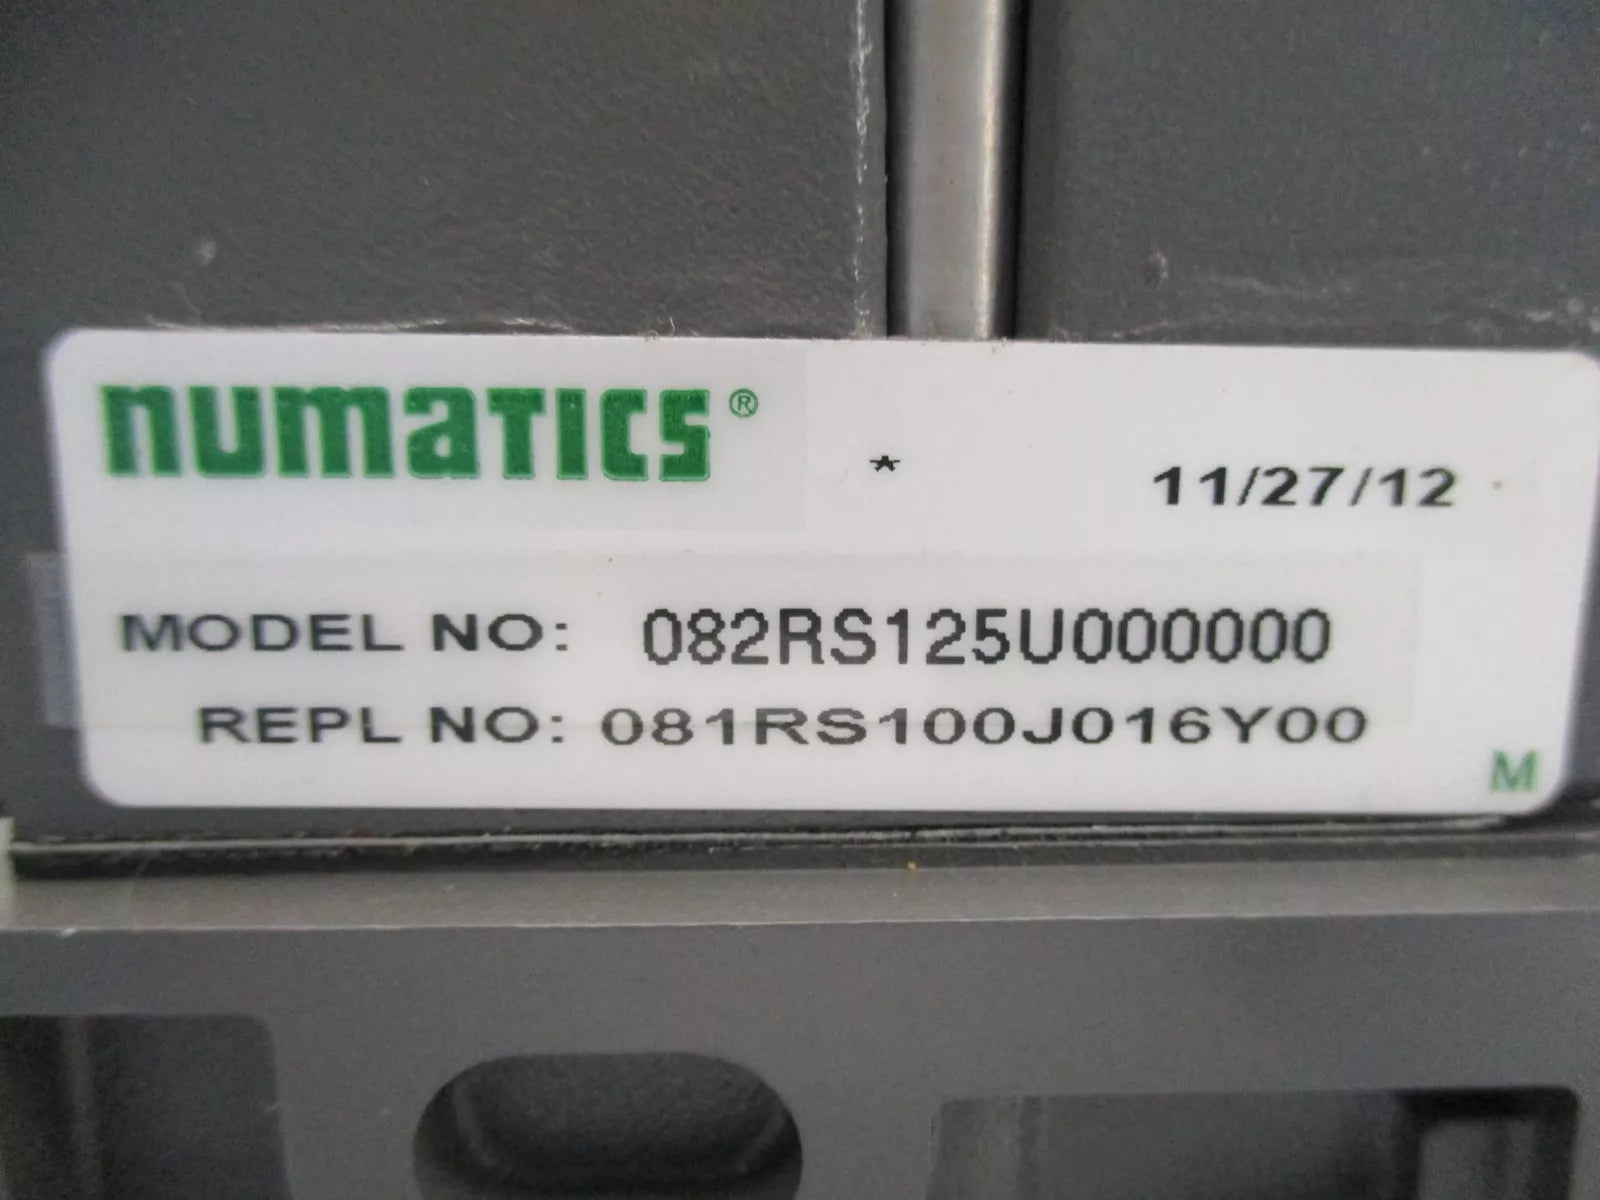 numatics® * 11/27/12
MODEL NO: 082RS125U000000
REPL NO: 081RS100J016Y00
M